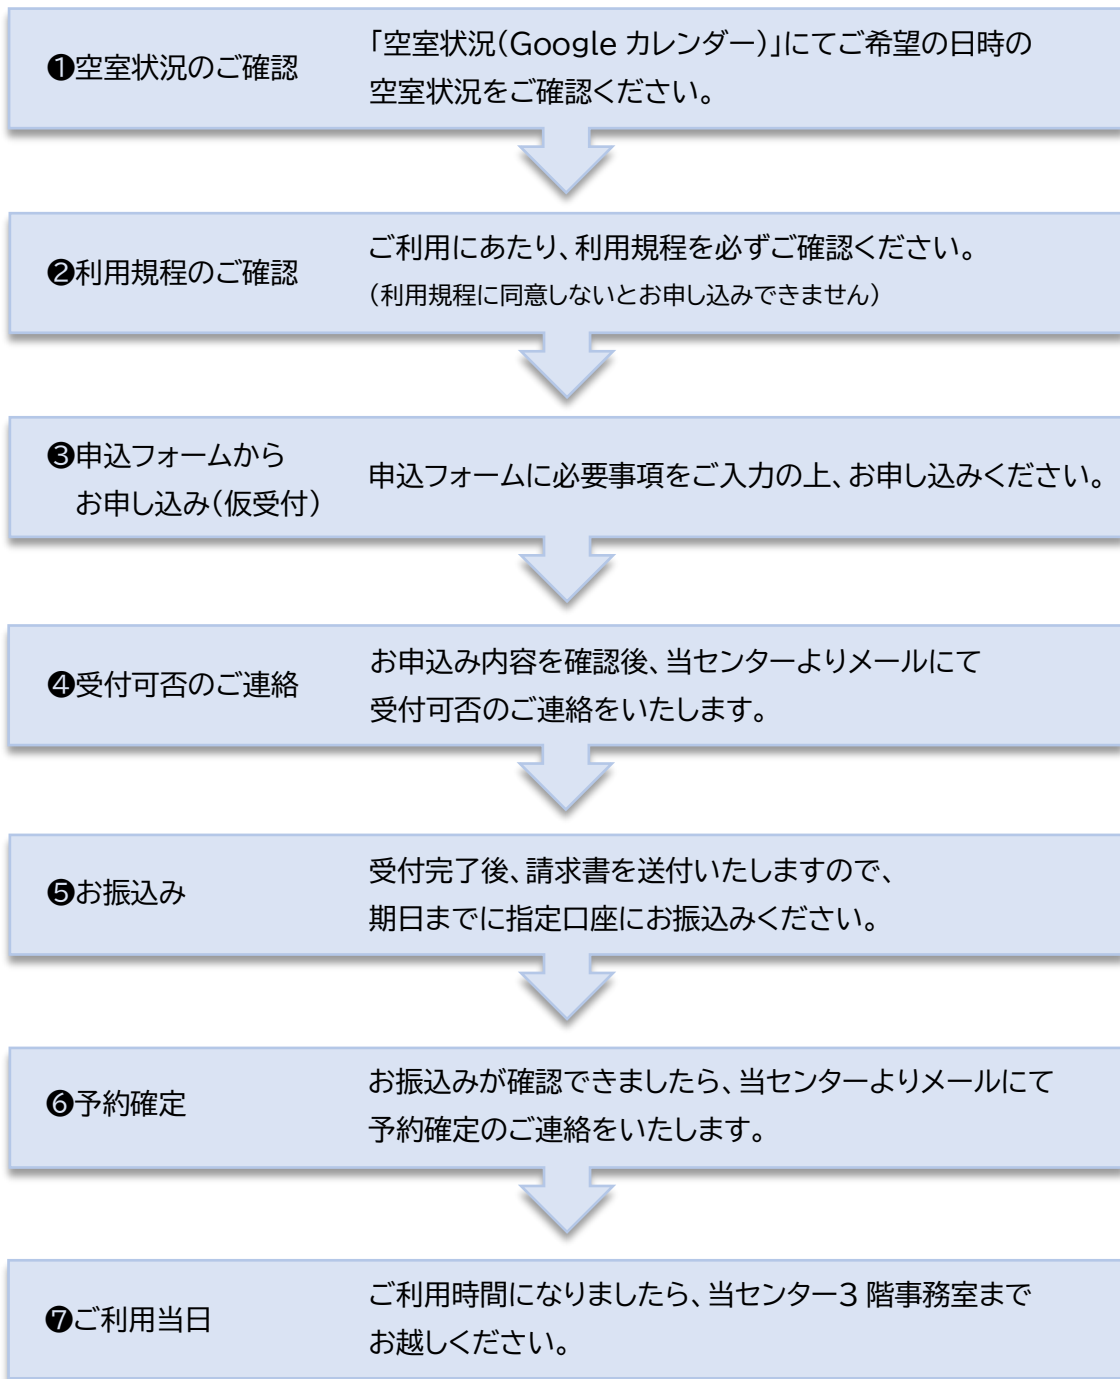 ❶空室状況のご確認
「空室状況(Google カレンダー)」にてご希望の日時の
空室状況をご確認ください。
❷利用規程のご確認
ご利用にあたり、利用規程を必ずご確認ください。
(利用規程に同意しないとお申し込みできません)
❸申込フォームから
お申し込み(仮受付)
申込フォームに必要事項をご入力の上、お申し込みください。
❹受付可否のご連絡
お申込み内容を確認後、当センターよりメールにて
受付可否のご連絡をいたします。
❺お振込み
受付完了後、請求書を送付いたしますので、
期日までに指定口座にお振込みください。
❻予約確定
お振込みが確認できましたら、当センターよりメールにて
予約確定のご連絡をいたします。
❼ご利用当日
ご利用時間になりましたら、当センター3 階事務室まで
お越しください。